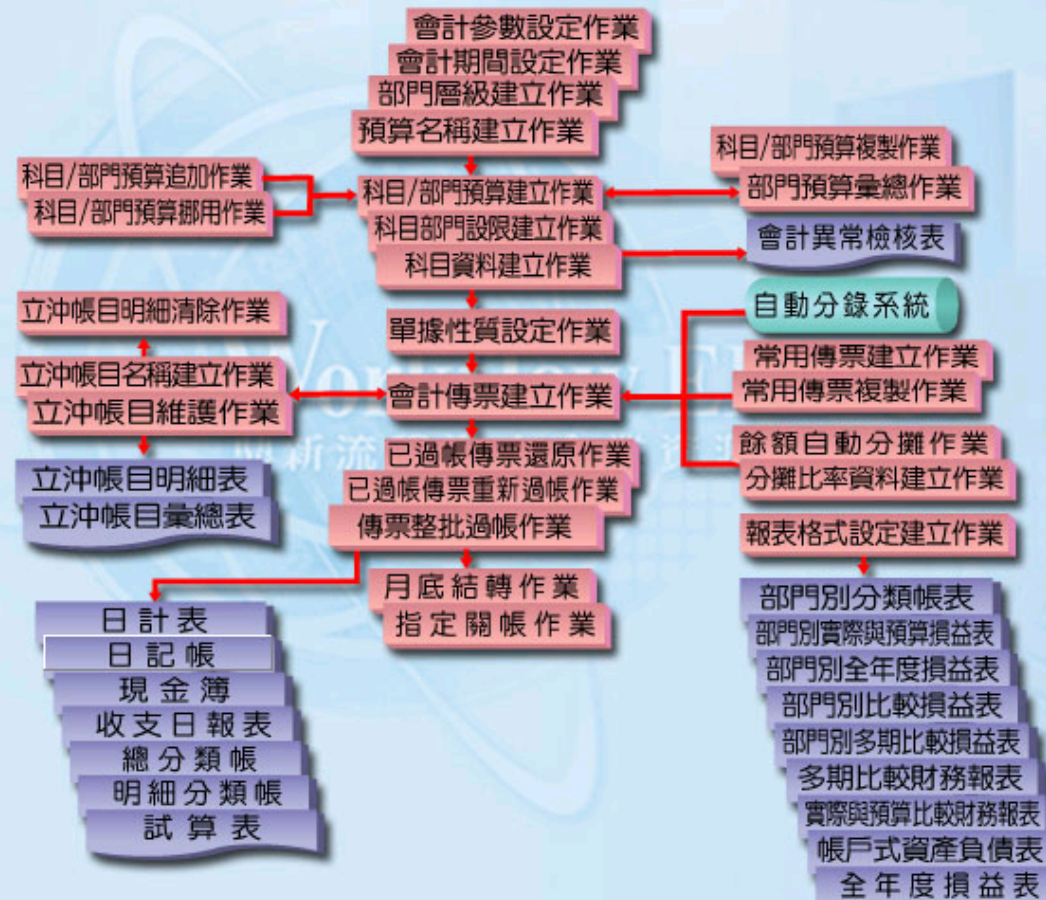 會計參數設定作業
會計期間設定作業
部門層級建立作業
預算名稱建立作業
科目/部門預算追加作業
科目/部門預算挪用作業
科目/部門預算建立作業
科目部門設限建立作業
科目資料建立作業
科目/部門預算複製作業
部門預算彙總作業
會計異常檢核表
立沖帳目明細清除作業
立沖帳目名稱建立作業
立沖帳目維護作業
立沖帳目明細表
立沖帳目彙總表
單據性質設定作業
會計傳票建立作業
已過帳傳票還原作業
已過帳傳票重新過帳作業
傳票整批過帳作業
月底結轉作業
指定關帳作業
自動分錄系統
常用傳票建立作業
常用傳票複製作業
餘額自動分攤作業
分攤比率資料建立作業
報表格式設定建立作業
日計表
日記帳
現金簿
收支日報表
總分類帳
明細分類帳
試算表
部門別分類帳表
部門別實際與預算損益表
部門別全年度損益表
部門別比較損益表
部門別多期比較損益表
多期比較財務報表
實際與預算比較財務報表
帳戶式資產負債表
全年度損益表